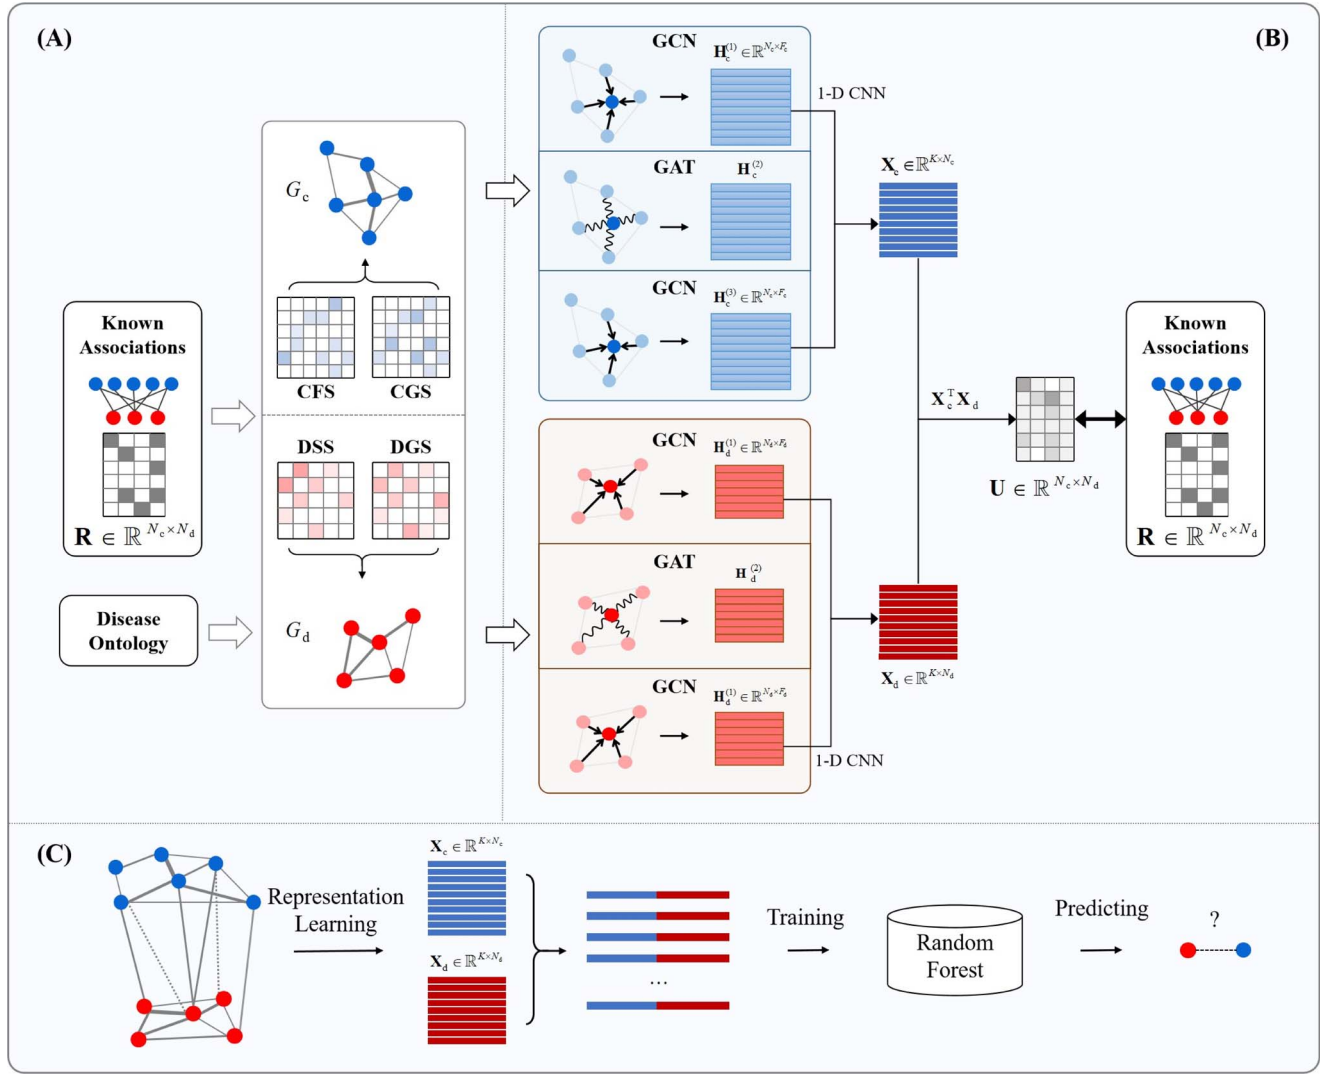 (A)
Known
Associations
R ∈ ℝ^{N_c×N_d}
Disease
Ontology
G_c
CFS
CGS
DSS
DGS
G_d
(B)
GCN
H_c^{(1)} ∈ ℝ^{N_c×F_c}
1-D CNN
GAT
H_c^{(2)}
GCN
H_c^{(3)} ∈ ℝ^{N_c×F_c}
X_c ∈ ℝ^{K×N_c}
GCN
H_d^{(1)} ∈ ℝ^{N_d×F_d}
GAT
H_d^{(2)}
GCN
H_d^{(1)} ∈ ℝ^{N_d×F_d}
1-D CNN
X_d ∈ ℝ^{K×N_d}
X_c^T X_d
U ∈ ℝ^{N_c×N_d}
Known
Associations
R ∈ ℝ^{N_c×N_d}
(C)
Representation
Learning
X_c ∈ ℝ^{K×N_c}
X_d ∈ ℝ^{K×N_d}
...
Training
Random
Forest
Predicting
?